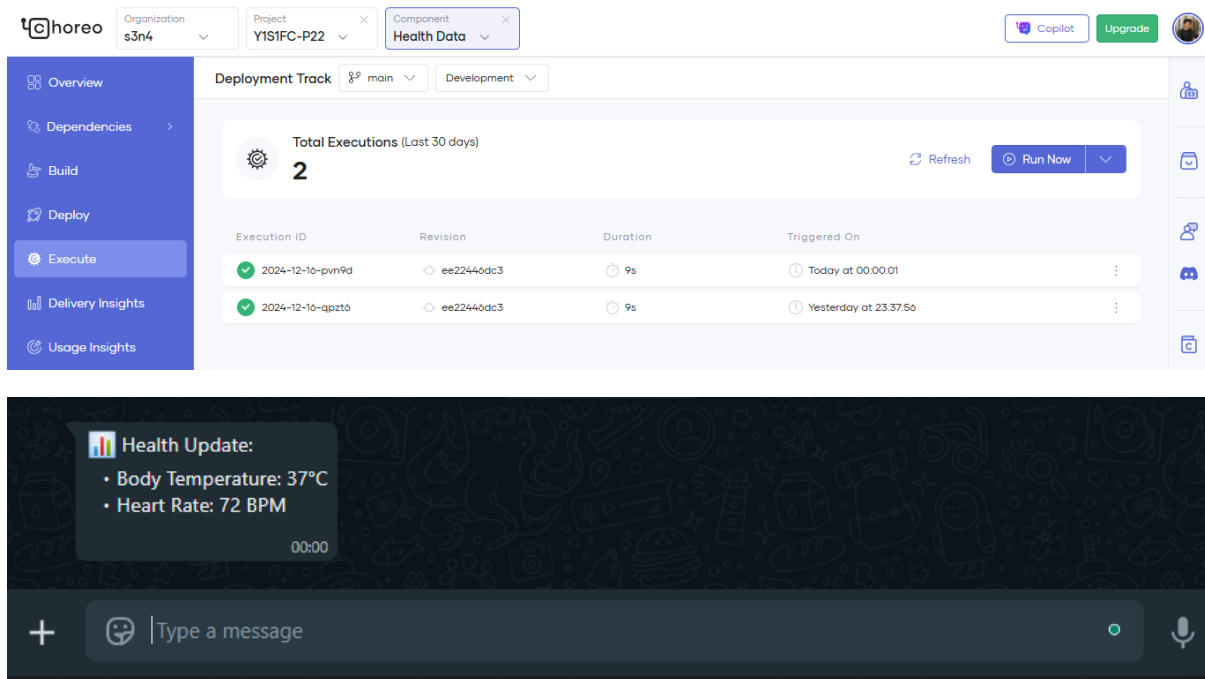 Choreo
Organization
s3n4
Project
Y1S1FC-P22
Component
Health Data
Copilot
Upgrade
Overview
Dependencies
Build
Deploy
Execute
Delivery Insights
Usage Insights
Deployment Track main Development
Total Executions (Last 30 days)
2
Refresh
Run Now
Execution ID Revision Duration Triggered On
2024-12-16-pvn9d ee22446dc3 9s Today at 00:00:01
2024-12-16-qpzt6 ee22446dc3 9s Yesterday at 23:37:56
Health Update:
• Body Temperature: 37°C
• Heart Rate: 72 BPM
00:00
Type a message